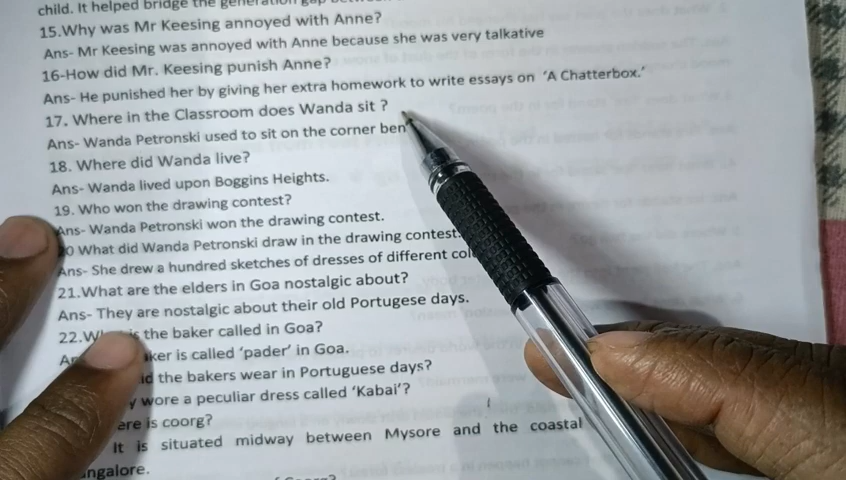 child. It helped bridge the generation gap
15.Why was Mr Keesing annoyed with Anne?
Ans- Mr Keesing was annoyed with Anne because she was very talkative
16-How did Mr. Keesing punish Anne?
Ans- He punished her by giving her extra homework to write essays on ‘A Chatterbox.’
17. Where in the Classroom does Wanda sit ?
Ans- Wanda Petronski used to sit on the corner ben
18. Where did Wanda live?
Ans- Wanda lived upon Boggins Heights.
19. Who won the drawing contest?
Ans- Wanda Petronski won the drawing contest.
20 What did Wanda Petronski draw in the drawing contest.
Ans- She drew a hundred sketches of dresses of different col
21.What are the elders in Goa nostalgic about?
Ans- They are nostalgic about their old Portugese days.
22.What is the baker called in Goa?
baker is called ‘pader’ in Goa.
did the bakers wear in Portuguese days?
wore a peculiar dress called ‘Kabai’?
ere is coorg?
It is situated midway between Mysore and the coastal
angalore.